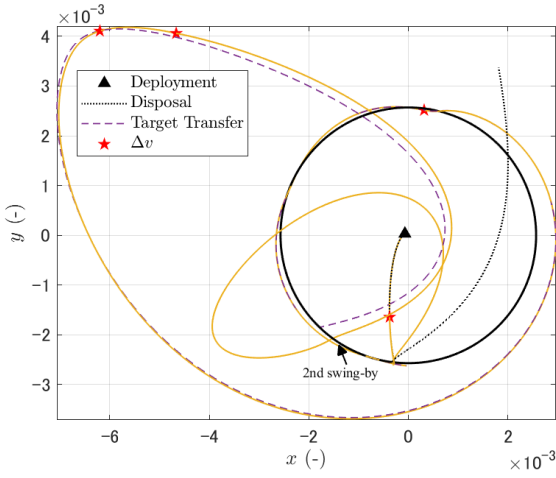 ×10⁻³
4
3
2
1
0
−1
−2
−3
y (-)
Deployment
Disposal
Target Transfer
Δv
2nd swing-by
−6
−4
−2
0
2
x (-)
×10⁻³